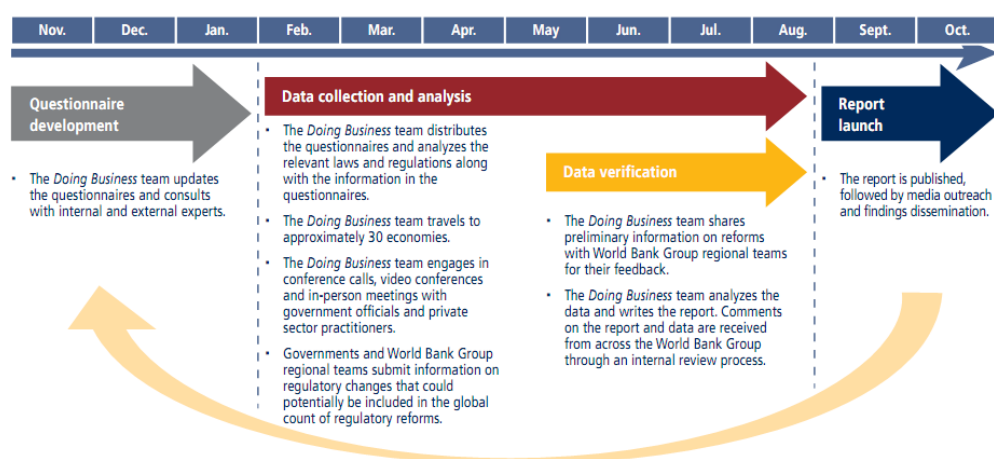 Nov.
Dec.
Jan.
Feb.
Mar.
Apr.
May
Jun.
Jul.
Aug.
Sept.
Oct.
Questionnaire
development
• The Doing Business team updates
the questionnaires and consults
with internal and external experts.
Data collection and analysis
• The Doing Business team distributes
the questionnaires and analyzes the
relevant laws and regulations along
with the information in the
questionnaires.
• The Doing Business team travels to
approximately 30 economies.
• The Doing Business team engages in
conference calls, video conferences
and in-person meetings with
government officials and private
sector practitioners.
• Governments and World Bank Group
regional teams submit information on
regulatory changes that could
potentially be included in the global
count of regulatory reforms.
Data verification
• The Doing Business team shares
preliminary information on reforms
with World Bank Group regional teams
for their feedback.
• The Doing Business team analyzes the
data and writes the report. Comments
on the report and data are received
from across the World Bank Group
through an internal review process.
Report
launch
• The report is published,
followed by media outreach
and findings dissemination.